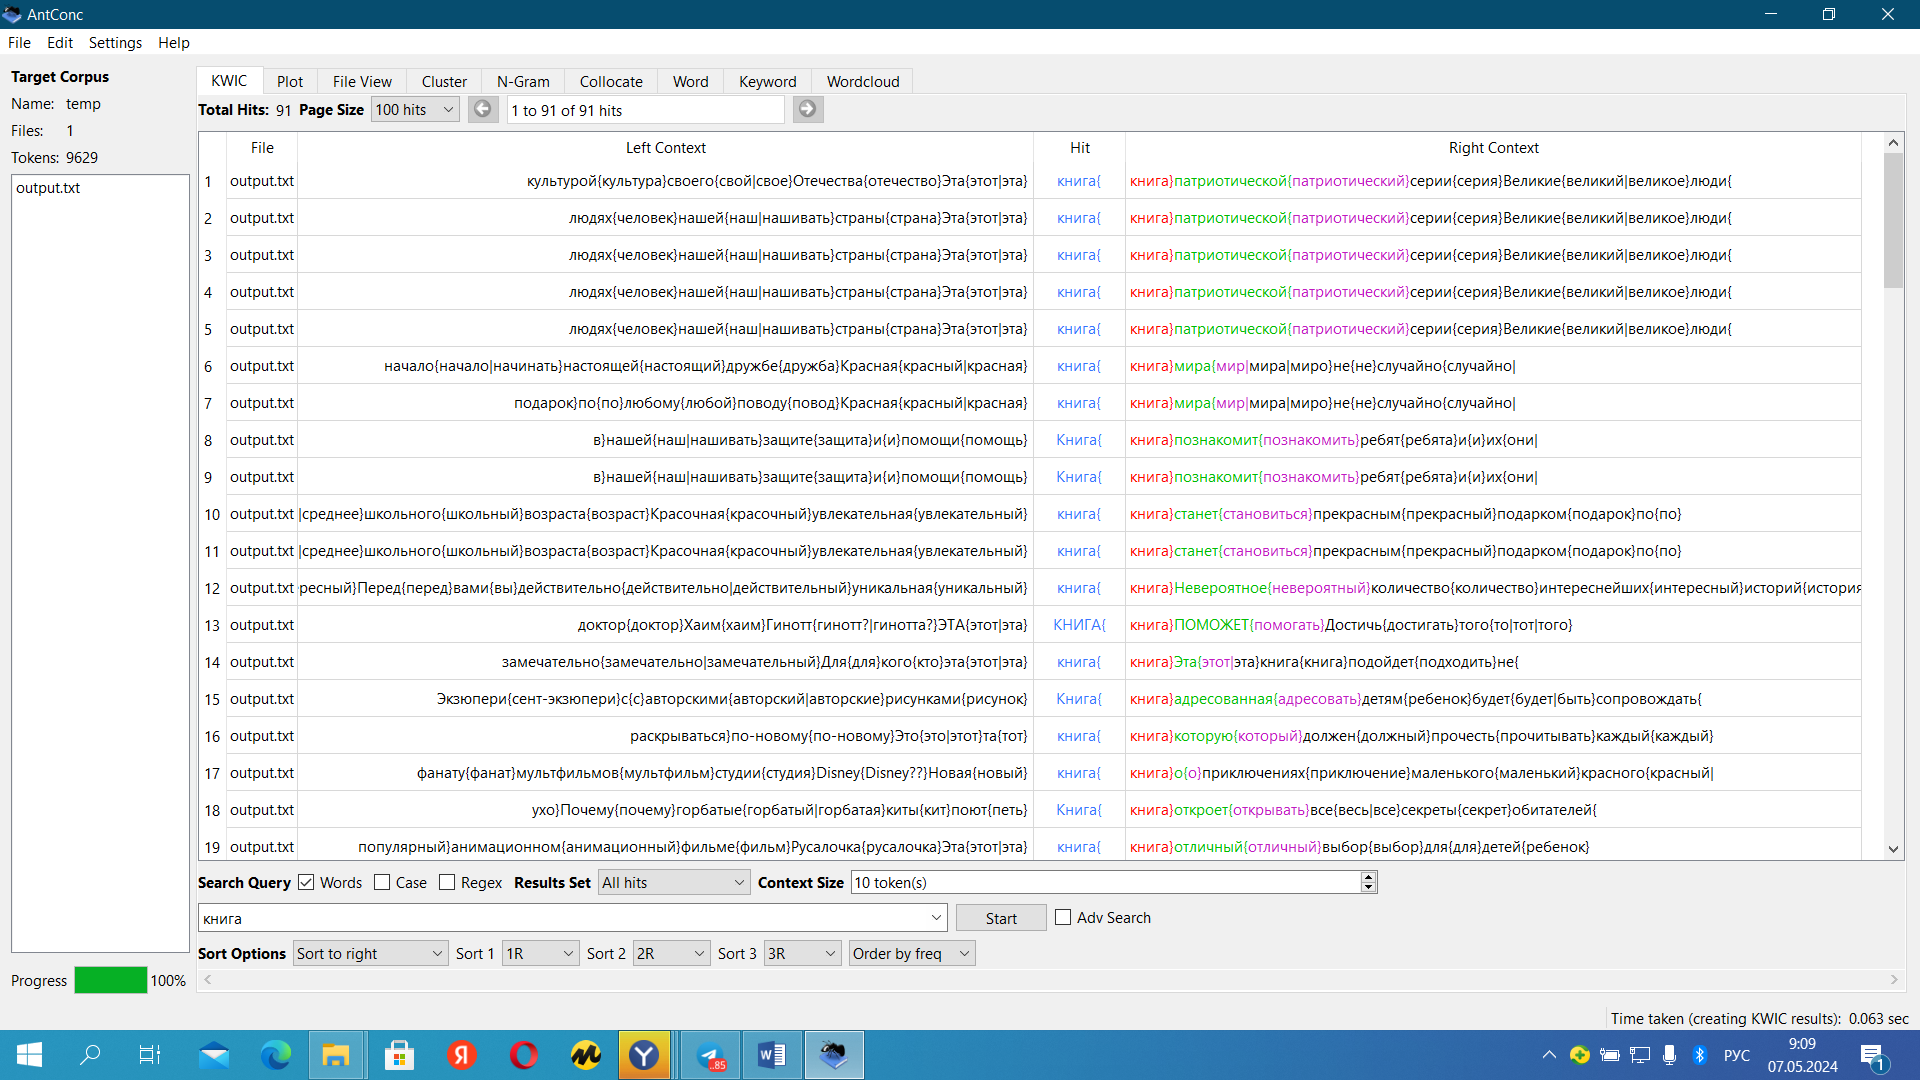 AntConc
File Edit Settings Help
Target Corpus
Name: temp
Files: 1
Tokens: 9629
output.txt
Progress 100%
KWIC Plot File View Cluster N-Gram Collocate Word Keyword Wordcloud
Total Hits: 91 Page Size 100 hits 1 to 91 of 91 hits
File Left Context Hit Right Context
1 output.txt культурой{культура}своего{свой|свое}Отечества{отечество}Эта{этот|эта} книга{ книга}патриотической{патриотический}серии{серия}Великие{великий|великое}люди{
2 output.txt людях{человек}нашей{наш|нашивать}страны{страна}Эта{этот|эта} книга{ книга}патриотической{патриотический}серии{серия}Великие{великий|великое}люди{
3 output.txt людях{человек}нашей{наш|нашивать}страны{страна}Эта{этот|эта} книга{ книга}патриотической{патриотический}серии{серия}Великие{великий|великое}люди{
4 output.txt людях{человек}нашей{наш|нашивать}страны{страна}Эта{этот|эта} книга{ книга}патриотической{патриотический}серии{серия}Великие{великий|великое}люди{
5 output.txt людях{человек}нашей{наш|нашивать}страны{страна}Эта{этот|эта} книга{ книга}патриотической{патриотический}серии{серия}Великие{великий|великое}люди{
6 output.txt начало{начало|начинать}настоящей{настоящий}дружбе{дружба}Красная{красный|красная} книга{ книга}мира{мир|мира|миро}не{не}случайно{случайно|
7 output.txt подарок}по{по}любому{любой}поводу{повод}Красная{красный|красная} книга{ книга}мира{мир|мира|миро}не{не}случайно{случайно|
8 output.txt в}нашей{наш|нашивать}защите{защита}и{и}помощи{помощь} Книга{ книга}познакомит{познакомить}ребят{ребята}и{и}их{они|
9 output.txt в}нашей{наш|нашивать}защите{защита}и{и}помощи{помощь} Книга{ книга}познакомит{познакомить}ребят{ребята}и{и}их{они|
10 output.txt |среднее}школьного{школьный}возраста{возраст}Красочная{красочный}увлекательная{увлекательный} книга{ книга}станет{становиться}прекрасным{прекрасный}подарком{подарок}по{по}
11 output.txt |среднее}школьного{школьный}возраста{возраст}Красочная{красочный}увлекательная{увлекательный} книга{ книга}станет{становиться}прекрасным{прекрасный}подарком{подарок}по{по}
12 output.txt ресный}Перед{перед}вами{вы}действительно{действительно|действительный}уникальная{уникальный} книга{ книга}Невероятное{невероятный}количество{количество}интереснейших{интересный}историй{история
13 output.txt доктор{доктор}Хаим{хаим}Гинотт{гинотт?|гинотта?}ЭТА{этот|эта} КНИГА{ книга}ПОМОЖЕТ{помогать}Достичь{достигать}того{то|тот|того}
14 output.txt замечательно{замечательно|замечательный}Для{для}кого{кто}эта{этот|эта} книга{ книга}Эта{этот|эта}книга{книга}подойдет{подходить}не{
15 output.txt Экзюпери{сент-экзюпери}с{с}авторскими{авторский|авторские}рисунками{рисунок} Книга{ книга}адресованная{адресовать}детям{ребенок}будет{будет|быть}сопровождать{
16 output.txt раскрываться}по-новому{по-новому}Это{это|этот}та{тот} книга{ книга}которую{который}должен{должный}прочесть{прочитывать}каждый{каждый}
17 output.txt фанату{фанат}мультфильмов{мультфильм}студии{студия}Disney{Disney??}Новая{новый} книга{ книга}о{о}приключениях{приключение}маленького{маленький}красного{красный|
18 output.txt ухо}Почему{почему}горбатые{горбатый|горбатая}киты{кит}поют{петь} Книга{ книга}откроет{открывать}все{весь|все}секреты{секрет}обитателей{
19 output.txt популярный}анимационном{анимационный}фильме{фильм}Русалочка{русалочка}Эта{этот|эта} книга{ книга}отличный{отличный}выбор{выбор}для{для}детей{ребенок}
Search Query Words Case Regex Results Set All hits Context Size 10 token(s)
книга Start Adv Search
Sort Options Sort to right Sort 1 1R Sort 2 2R Sort 3 3R Order by freq
Time taken (creating KWIC results): 0.063 sec
РУС 9:09
07.05.2024
..85
1